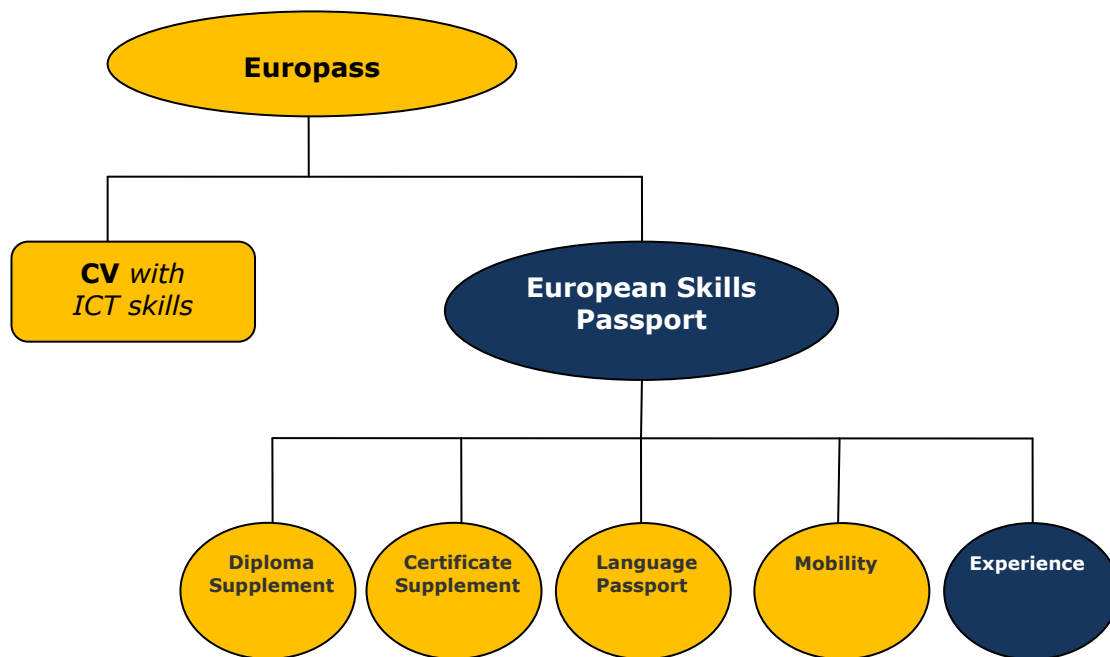 Europass
CV with
ICT skills
European Skills
Passport
Diploma
Supplement
Certificate
Supplement
Language
Passport
Mobility
Experience